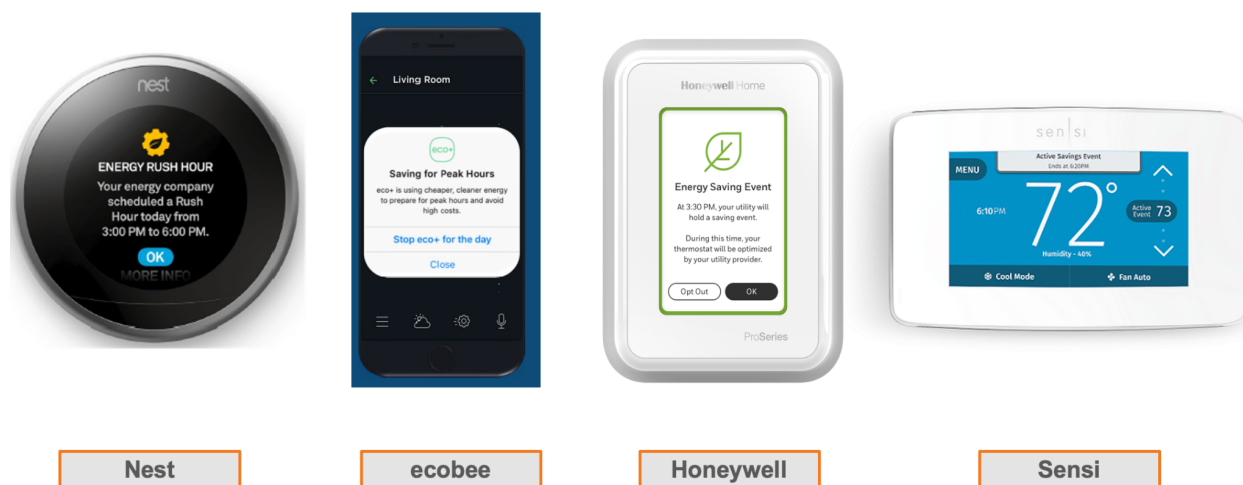 nest
ENERGY RUSH HOUR
Your energy company
scheduled a Rush
Hour today from
3:00 PM to 6:00 PM.
OK
MORE INFO
Living Room
eco+
Saving for Peak Hours
eco+ is using cheaper, cleaner energy
to prepare for peak hours and avoid
high costs.
Stop eco+ for the day
Close
Honeywell Home
Energy Saving Event
At 3:30 PM, your utility will
hold a saving event.
During this time, your
thermostat will be optimized
by your utility provider.
Opt Out OK
ProSeries
sensi
Active Savings Event
Ends at 6:20PM
MENU
6:10 PM
72°
Active
Event 73
Humidity - 40%
Cool Mode Fan Auto
Nest ecobee Honeywell Sensi